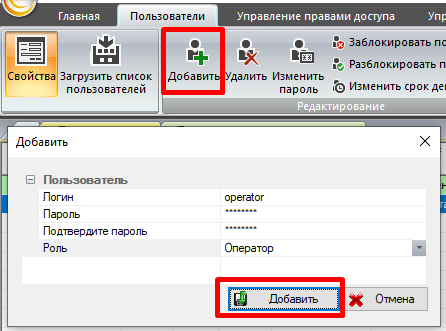 Главная Пользователи Управление правами доступа
Свойства Загрузить список пользователей Добавить Удалить Изменить пароль
Заблокировать по
Разблокировать п
Изменить срок де
Редактирование
Добавить
Пользователь
Логин operator
Пароль ********
Подтвердите пароль ********
Роль Оператор
Добавить Отмена